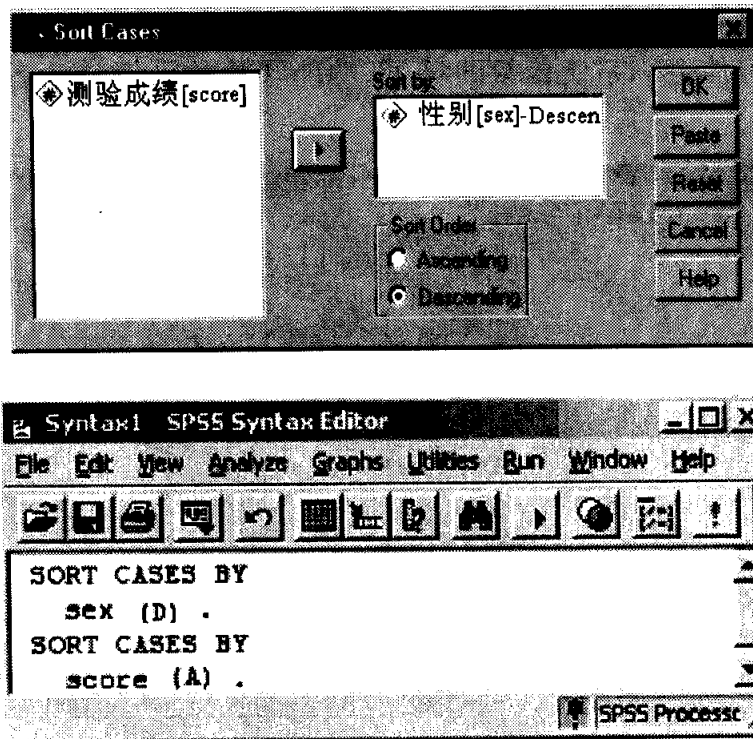 Sort Cases
测验成绩[score]
Sort by:
性别[sex]-Descen
Sort Order
Ascending
Descending
OK
Paste
Reset
Cancel
Help
Syntax1 SPSS Syntax Editor
File Edit View Analyze Graphs Utilities Run Window Help
SORT CASES BY
sex (D) .
SORT CASES BY
score (A) .
SPSS Processc